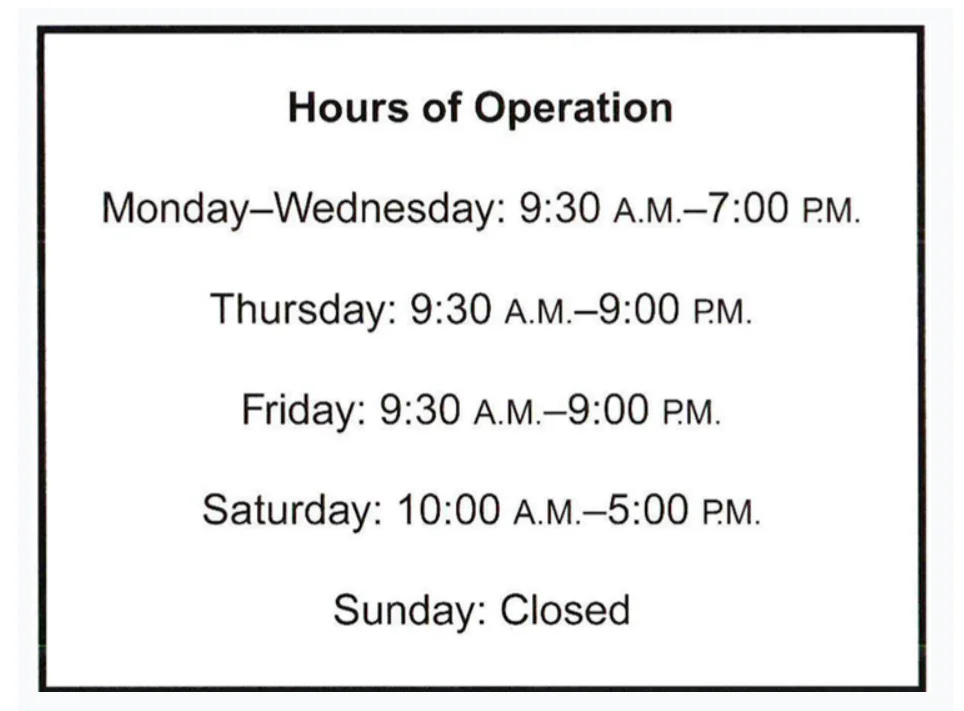 Hours of Operation
Monday–Wednesday: 9:30 A.M.–7:00 P.M.
Thursday: 9:30 A.M.–9:00 P.M.
Friday: 9:30 A.M.–9:00 P.M.
Saturday: 10:00 A.M.–5:00 P.M.
Sunday: Closed